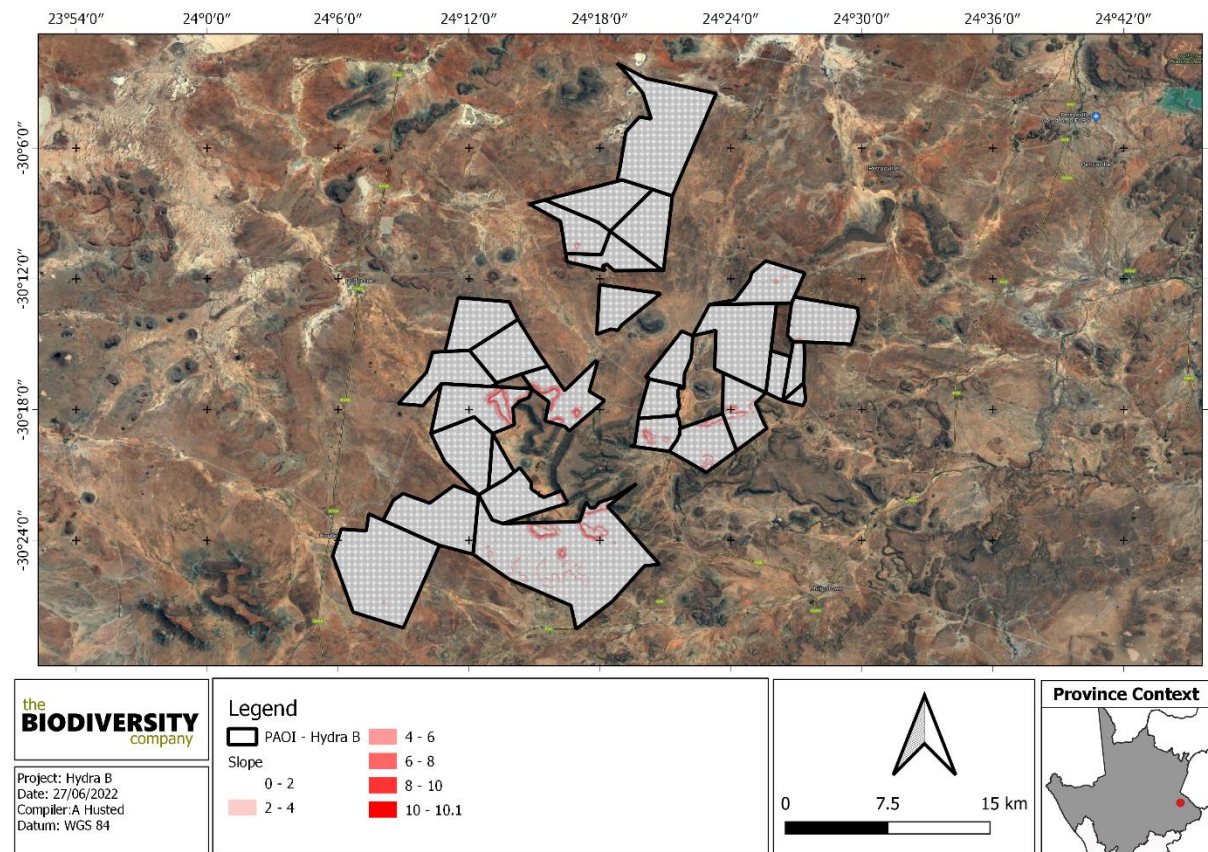 23°54′0″ 24°0′0″ 24°6′0″ 24°12′0″ 24°18′0″ 24°24′0″ 24°30′0″ 24°36′0″ 24°42′0″
-30°6′0″
-30°12′0″
-30°18′0″
-30°24′0″
Petrusville
Philipstown
the
BIODIVERSITY
company
Project: Hydra B
Date: 27/06/2022
Compiler:A Husted
Datum: WGS 84
Legend
PAOI - Hydra B
Slope
0 - 2
2 - 4
4 - 6
6 - 8
8 - 10
10 - 10.1
0 7.5 15 km
Province Context